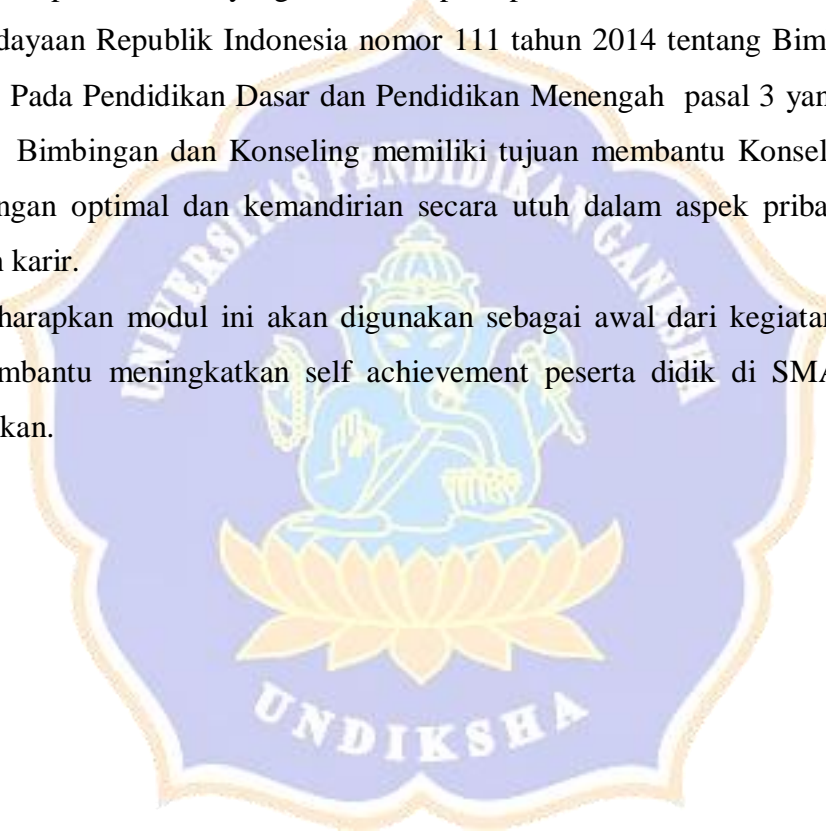 dayaan Republik Indonesia nomor 111 tahun 2014 tentang Bim
Pada Pendidikan Dasar dan Pendidikan Menengah pasal 3 yan
Bimbingan dan Konseling memiliki tujuan membantu Konsel
ngan optimal dan kemandirian secara utuh dalam aspek priba
karir.
harapkan modul ini akan digunakan sebagai awal dari kegiatan
mbantu meningkatkan self achievement peserta didik di SMA
kan.
UNIVERSITAS PENDIDIKAN GANESHA
UNDIKSHA